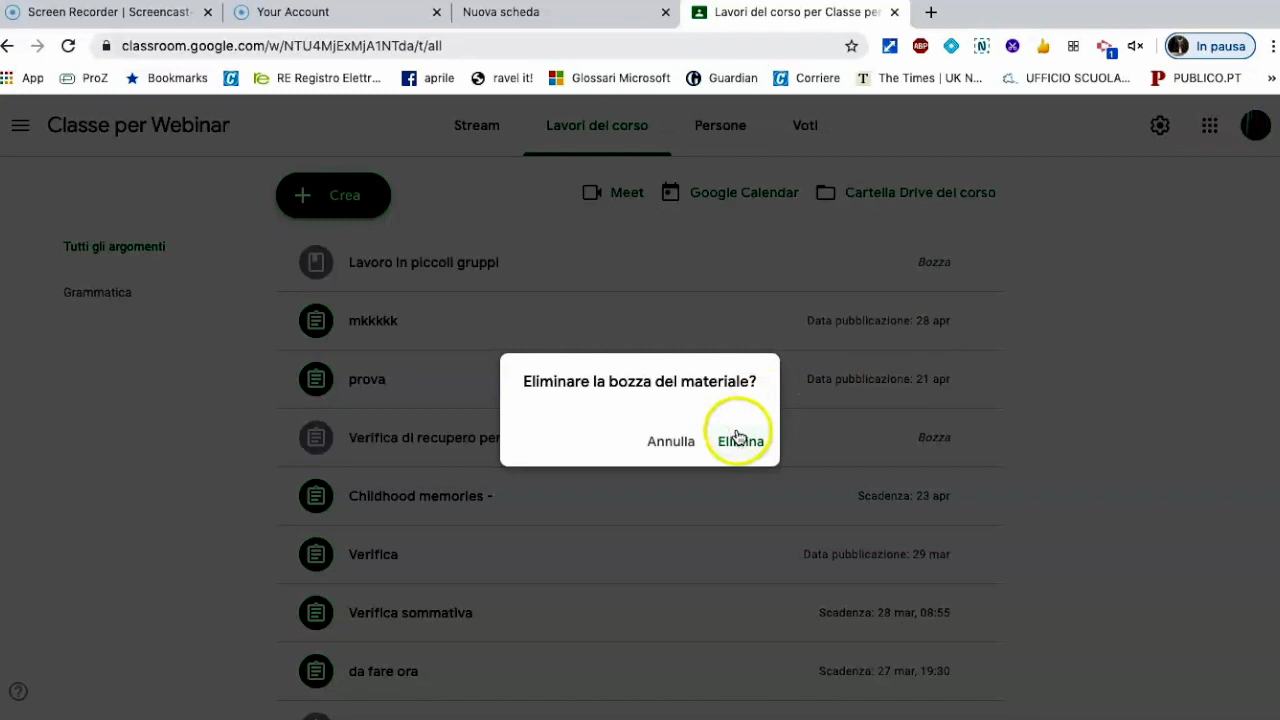 Screen Recorder | Screencast- Your Account Nuova scheda Lavori del corso per Classe per
classroom.google.com/w/NTU4MjExMjA1NTda/t/all In pausa
App ProZ Bookmarks RE Registro Elettr... aprile ravel it! Glossari Microsoft Guardian Corriere The Times | UK N... UFFICIO SCUOLA... PUBLICO.PT »
Classe per Webinar Stream Lavori del corso Persone Voti
+ Crea Meet Google Calendar Cartella Drive del corso
Tutti gli argomenti
Grammatica
Lavoro in piccoli gruppi Bozza
mkkkkk Data pubblicazione: 28 apr
prova Data pubblicazione: 21 apr
Verifica di recupero per Bozza
Eliminare la bozza del materiale?
Annulla Elimina
Childhood memories - Scadenza: 23 apr
Verifica Data pubblicazione: 29 mar
Verifica sommativa Scadenza: 28 mar, 08:55
da fare ora Scadenza: 27 mar, 19:30